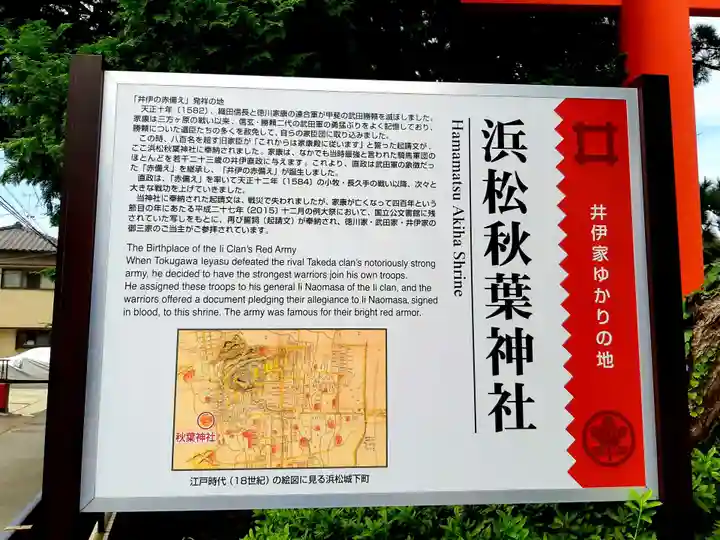 「井伊の赤備え」発祥の地
天正十年（1582）、織田信長と徳川家康の連合軍が甲斐の武田勝頼を滅ぼしました。
家康は三方ヶ原の戦い以来、信玄・勝頼二代の武田軍の勇猛ぶりをよく記憶しており、
勝頼についた遺臣たちの多くを赦免して、自らの家臣団に取り込みました。
この時、八百名を超す旧家臣が「これからは家康殿に従います」と誓った起請文が、
ここ浜松秋葉神社に奉納されました。家康は、なかでも当時最強と言われた騎馬軍団の
ほとんどを若干二十三歳の井伊直政に与えます。これより、直政は武田軍の象徴だっ
た「赤備え」を継承し、「井伊の赤備え」が誕生しました。
直政は、「赤備え」を率いて天正十二年（1584）の小牧・長久手の戦い以降、次々と
大きな戦功を上げていきました。
当神社に奉納された起請文は、戦災で失われましたが、家康が亡くなって四百年という
節目の年にあたる平成二十七年（2015）十二月の例大祭において、国立公文書館に残
されていた写しをもとに、再び誓詞（起請文）が奉納され、徳川家・武田家・井伊家の
御三家のご当主がご参拝されています。
The Birthplace of the Ii Clan's Red Army
When Tokugawa Ieyasu defeated the rival Takeda clan's notoriously strong
army, he decided to have the strongest warriors join his own troops.
He assigned these troops to his general Ii Naomasa of the Ii clan, and the
warriors offered a document pledging their allegiance to Ii Naomasa, signed
in blood, to this shrine. The army was famous for their bright red armor.
秋葉神社
江戸時代（18世紀）の絵図に見る浜松城下町
Hamamatsu Akiha Shrine
浜松秋葉神社
井伊家ゆかりの地